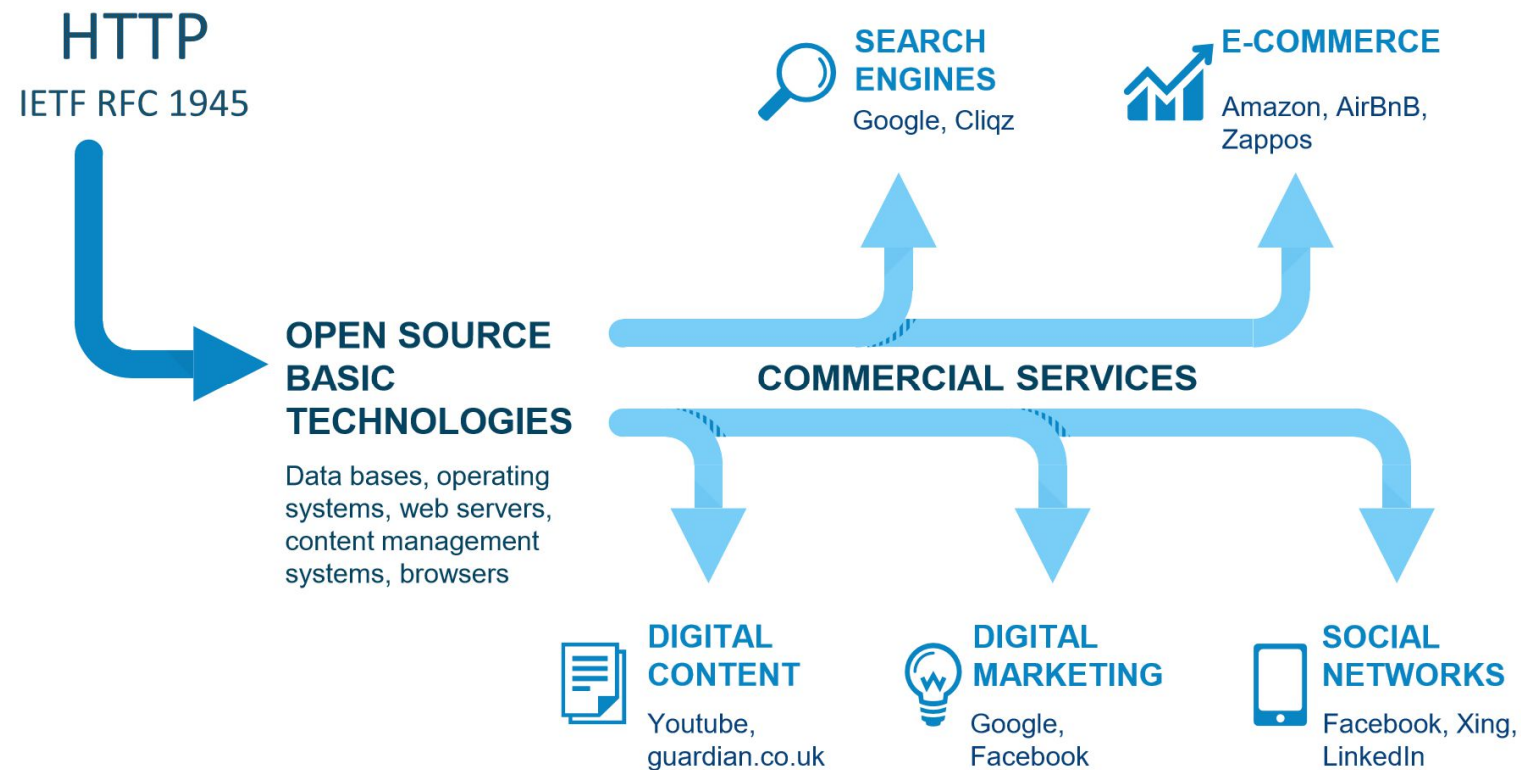 HTTP
IETF RFC 1945
SEARCH
ENGINES
Google, Cliqz
E-COMMERCE
Amazon, AirBnB,
Zappos
OPEN SOURCE
BASIC
TECHNOLOGIES
Data bases, operating
systems, web servers,
content management
systems, browsers
COMMERCIAL SERVICES
DIGITAL
CONTENT
Youtube,
guardian.co.uk
DIGITAL
MARKETING
Google,
Facebook
SOCIAL
NETWORKS
Facebook, Xing,
LinkedIn